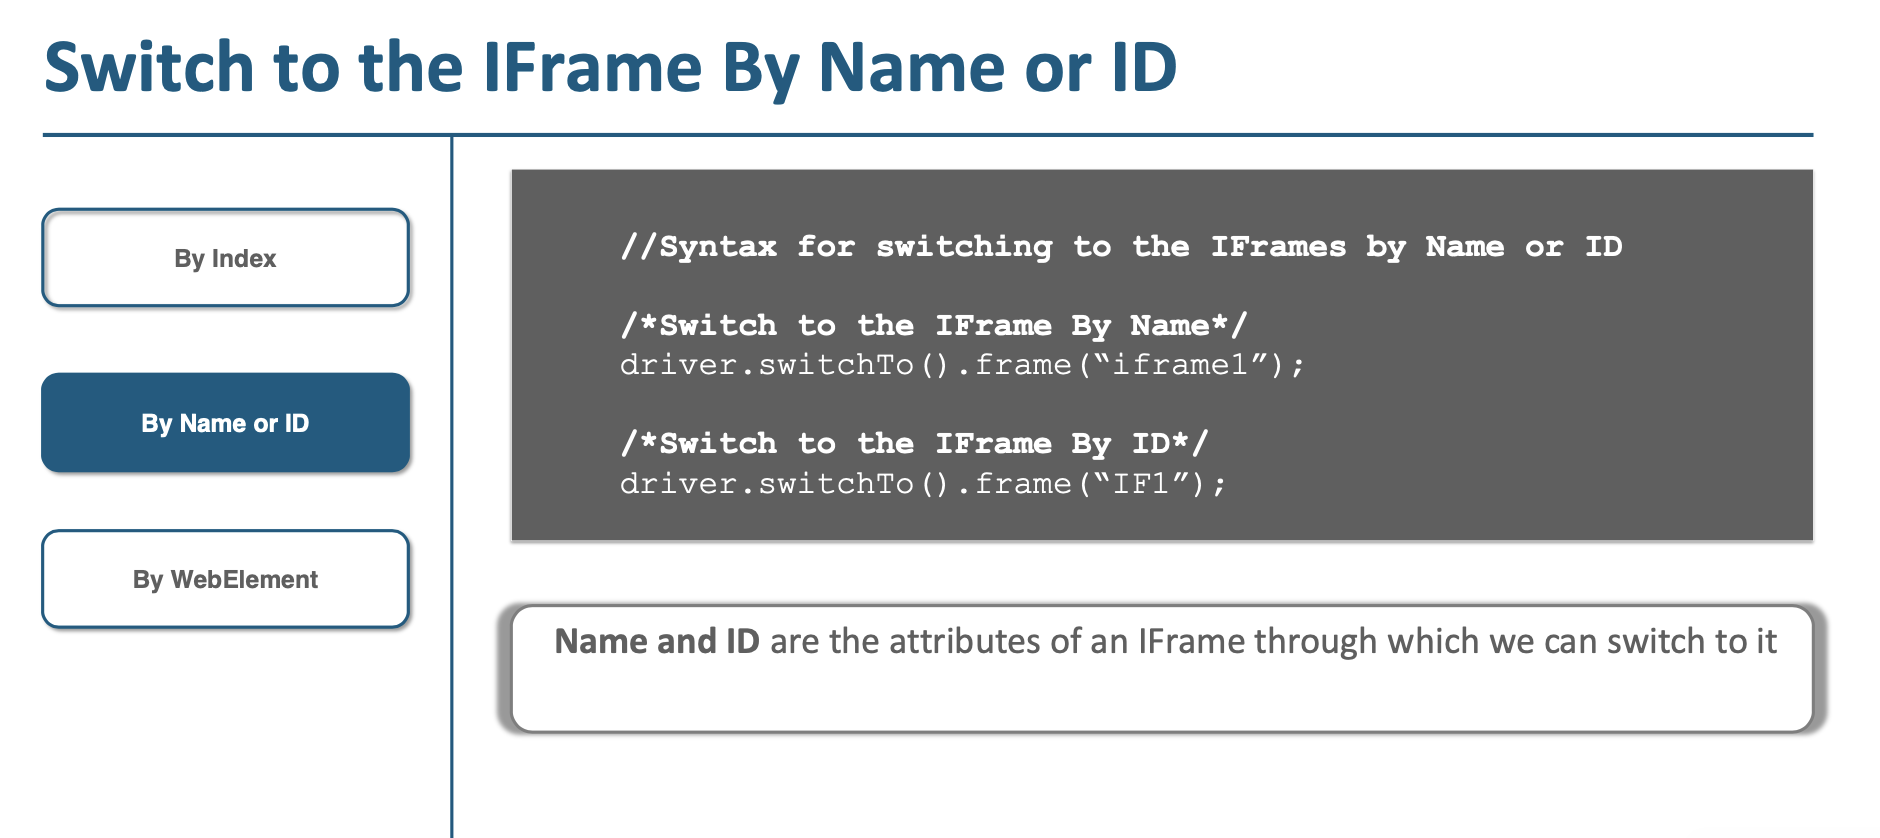 Switch to the IFrame By Name or ID
By Index
By Name or ID
By WebElement
//Syntax for switching to the IFrames by Name or ID
/*Switch to the IFrame By Name*/
driver.switchTo().frame(“iframe1”);
/*Switch to the IFrame By ID*/
driver.switchTo().frame(“IF1”);
Name and ID are the attributes of an IFrame through which we can switch to it